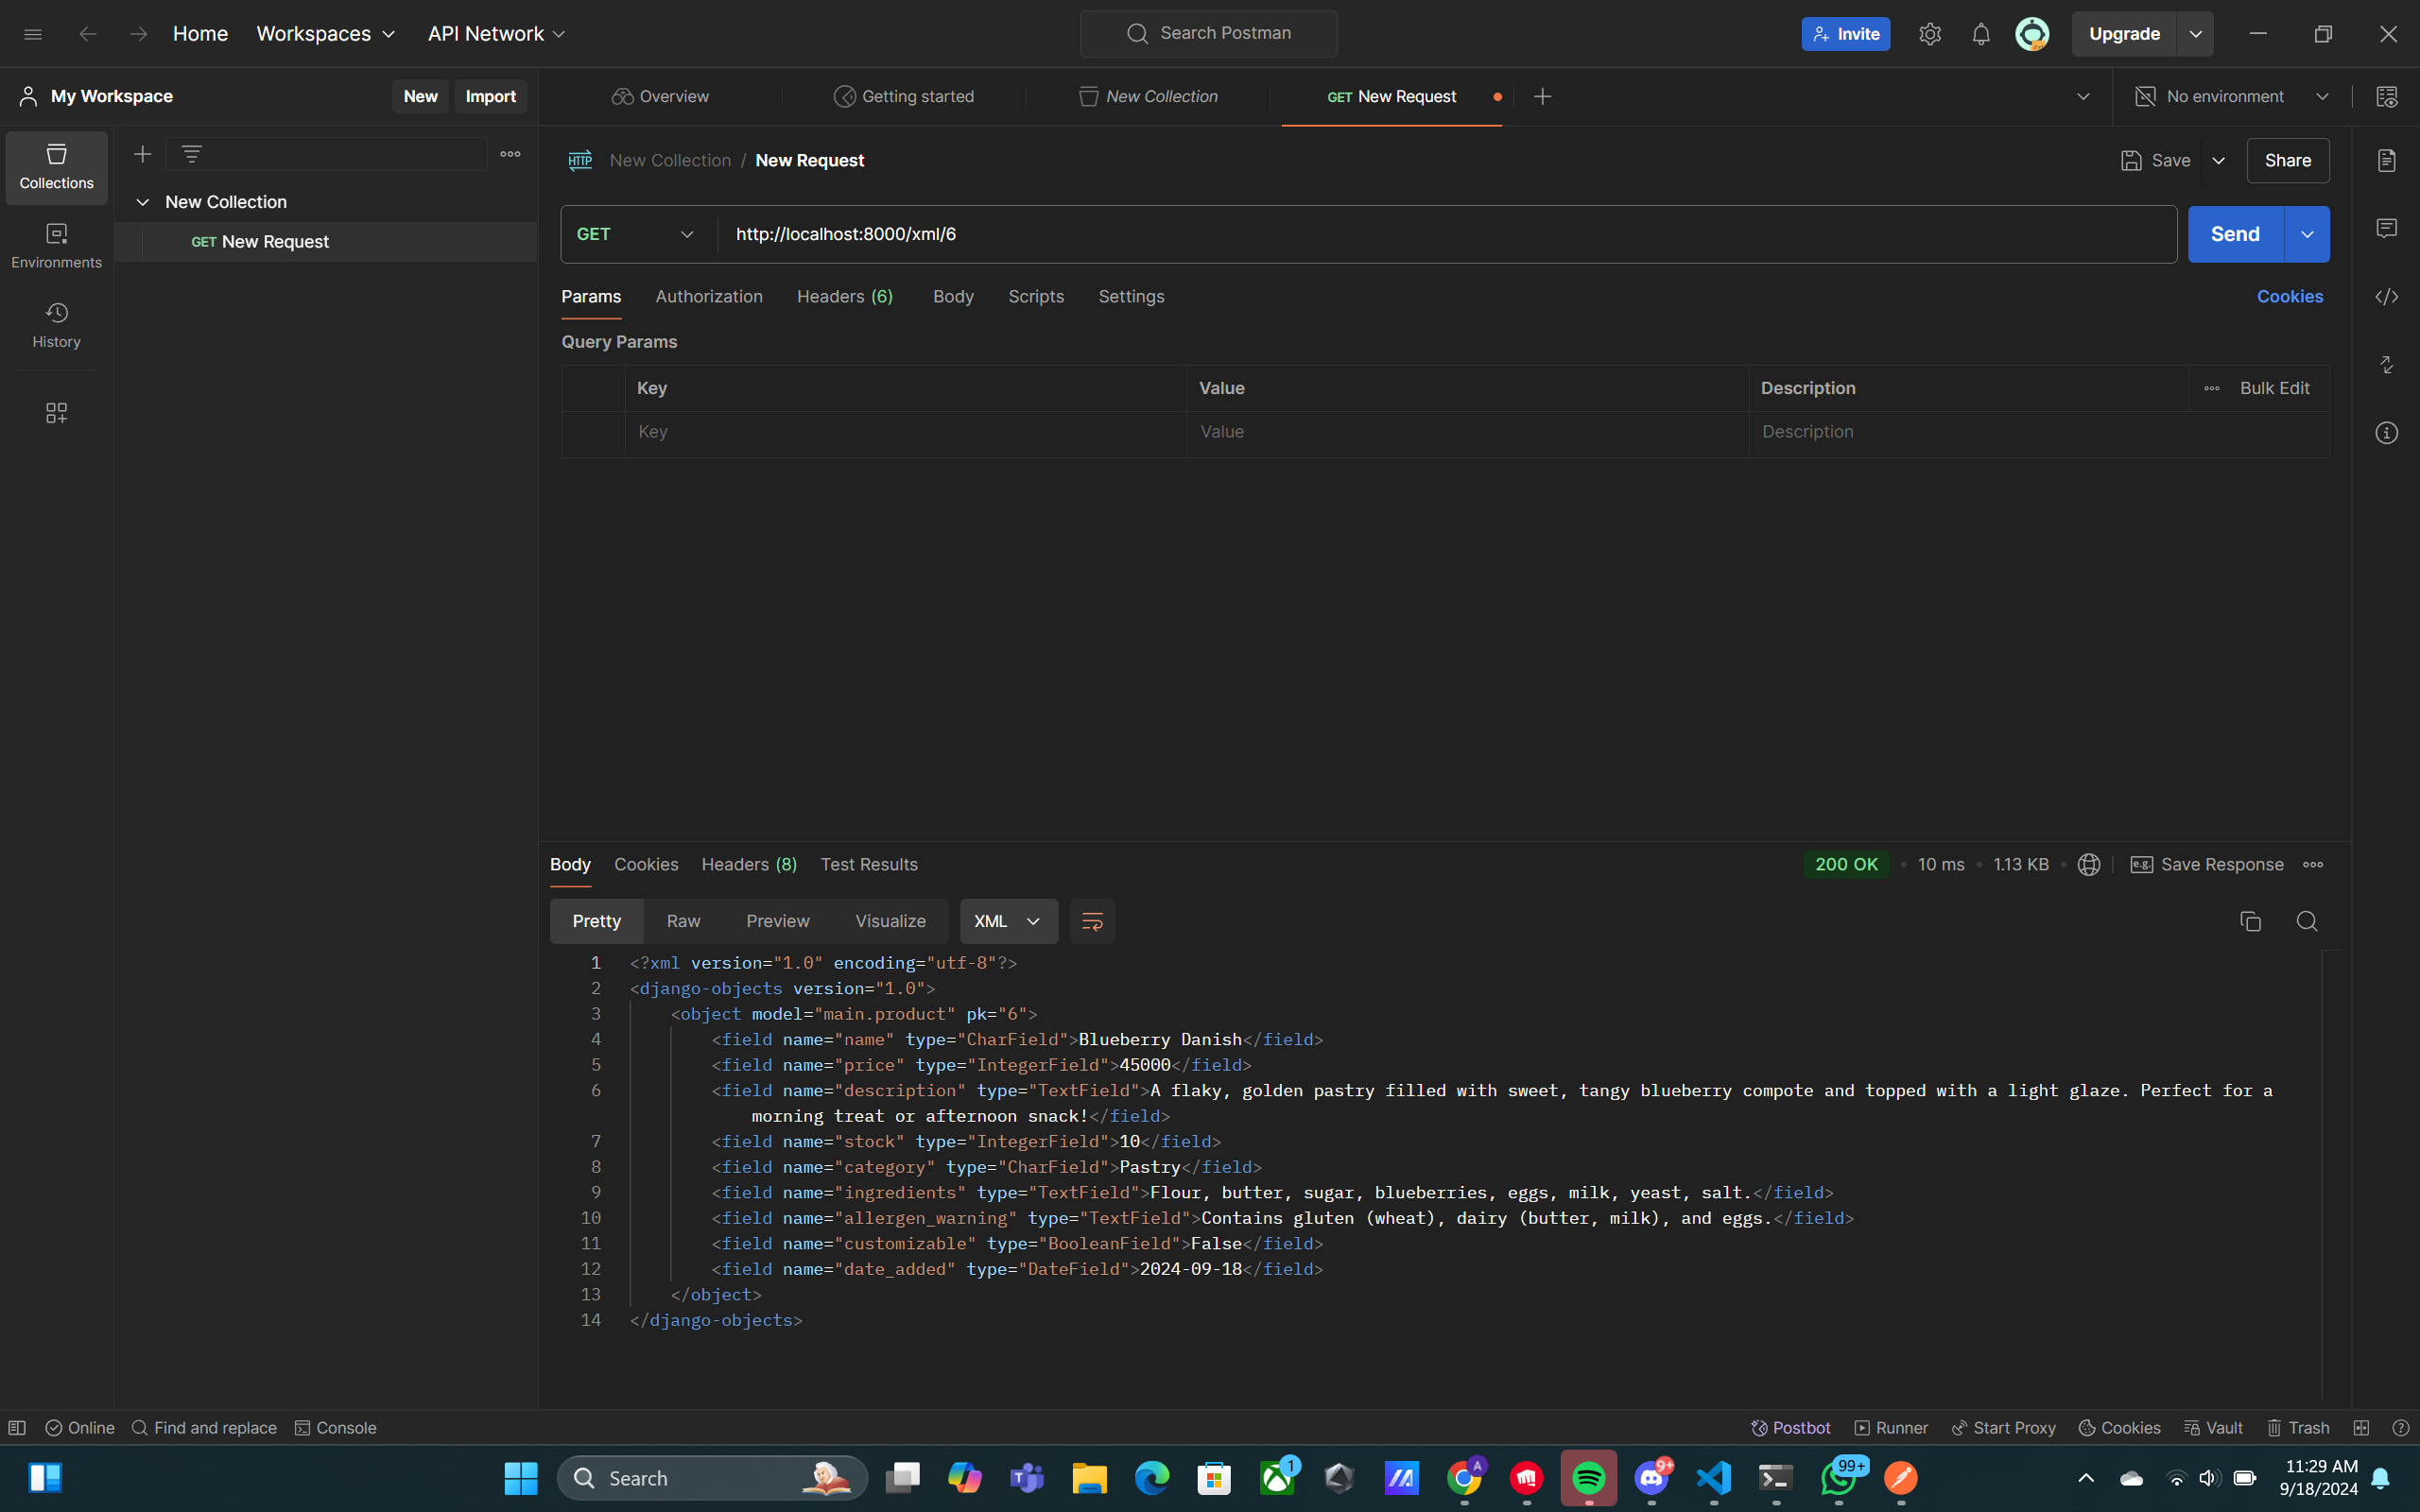 Home Workspaces API Network Search Postman Invite Upgrade
My Workspace New Import Overview Getting started New Collection GET New Request No environment
Collections
Environments
History
New Collection
GET New Request
HTTP New Collection / New Request Save Share
GET http://localhost:8000/xml/6 Send
Params Authorization Headers (6) Body Scripts Settings Cookies
Query Params
Key Value Description Bulk Edit
Key Value Description
Body Cookies Headers (8) Test Results 200 OK 10 ms 1.13 KB e.g. Save Response
Pretty Raw Preview Visualize XML
1 <?xml version="1.0" encoding="utf-8"?>
2 <django-objects version="1.0">
3 <object model="main.product" pk="6">
4 <field name="name" type="CharField">Blueberry Danish</field>
5 <field name="price" type="IntegerField">45000</field>
6 <field name="description" type="TextField">A flaky, golden pastry filled with sweet, tangy blueberry compote and topped with a light glaze. Perfect for a
morning treat or afternoon snack!</field>
7 <field name="stock" type="IntegerField">10</field>
8 <field name="category" type="CharField">Pastry</field>
9 <field name="ingredients" type="TextField">Flour, butter, sugar, blueberries, eggs, milk, yeast, salt.</field>
10 <field name="allergen_warning" type="TextField">Contains gluten (wheat), dairy (butter, milk), and eggs.</field>
11 <field name="customizable" type="BooleanField">False</field>
12 <field name="date_added" type="DateField">2024-09-18</field>
13 </object>
14 </django-objects>
Online Find and replace Console Postbot Runner Start Proxy Cookies Vault Trash
Search 1 A 9+ 99+ 11:29 AM
9/18/2024